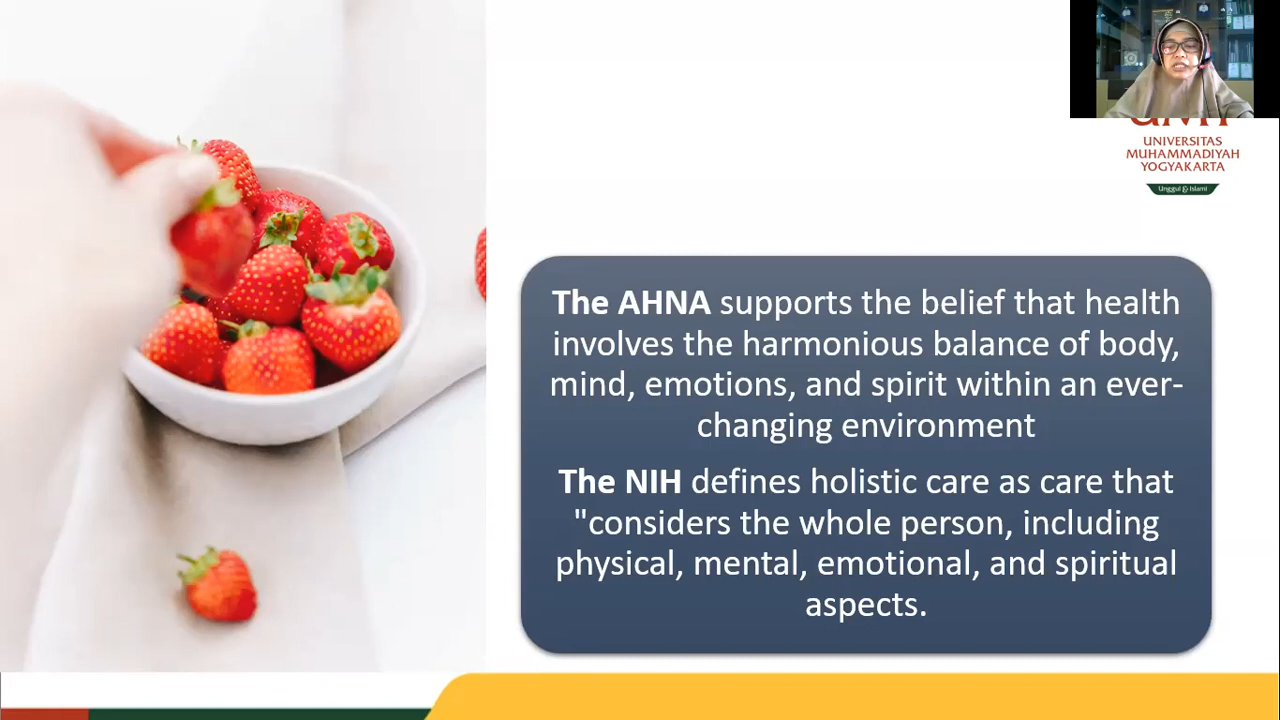 UNIVERSITAS
MUHAMMADIYAH
YOGYAKARTA
Unggul & Islami
The AHNA supports the belief that health
involves the harmonious balance of body,
mind, emotions, and spirit within an ever-
changing environment
The NIH defines holistic care as care that
"considers the whole person, including
physical, mental, emotional, and spiritual
aspects.